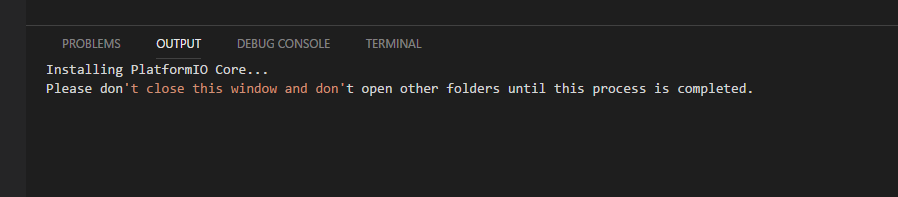 PROBLEMS OUTPUT DEBUG CONSOLE TERMINAL
Installing PlatformIO Core...
Please don't close this window and don't open other folders until this process is completed.